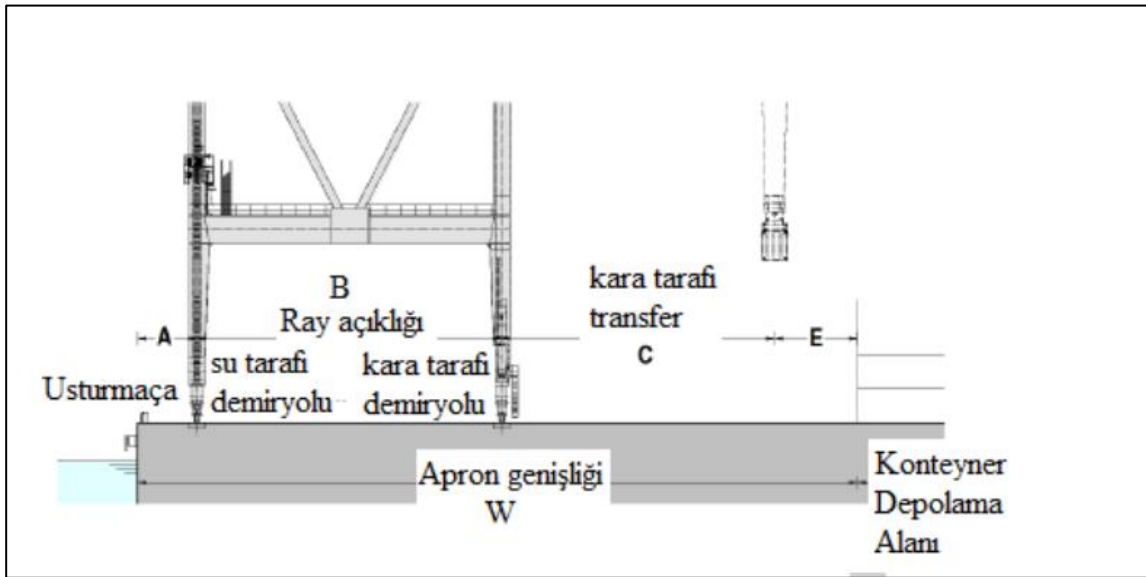 B
Ray açıklığı
kara tarafi
transfer
A
C
E
su tarafi
demiryolu
kara tarafi
demiryolu
Usturmaça
Apron genişliği
W
Konteyner
Depolama
Alanı